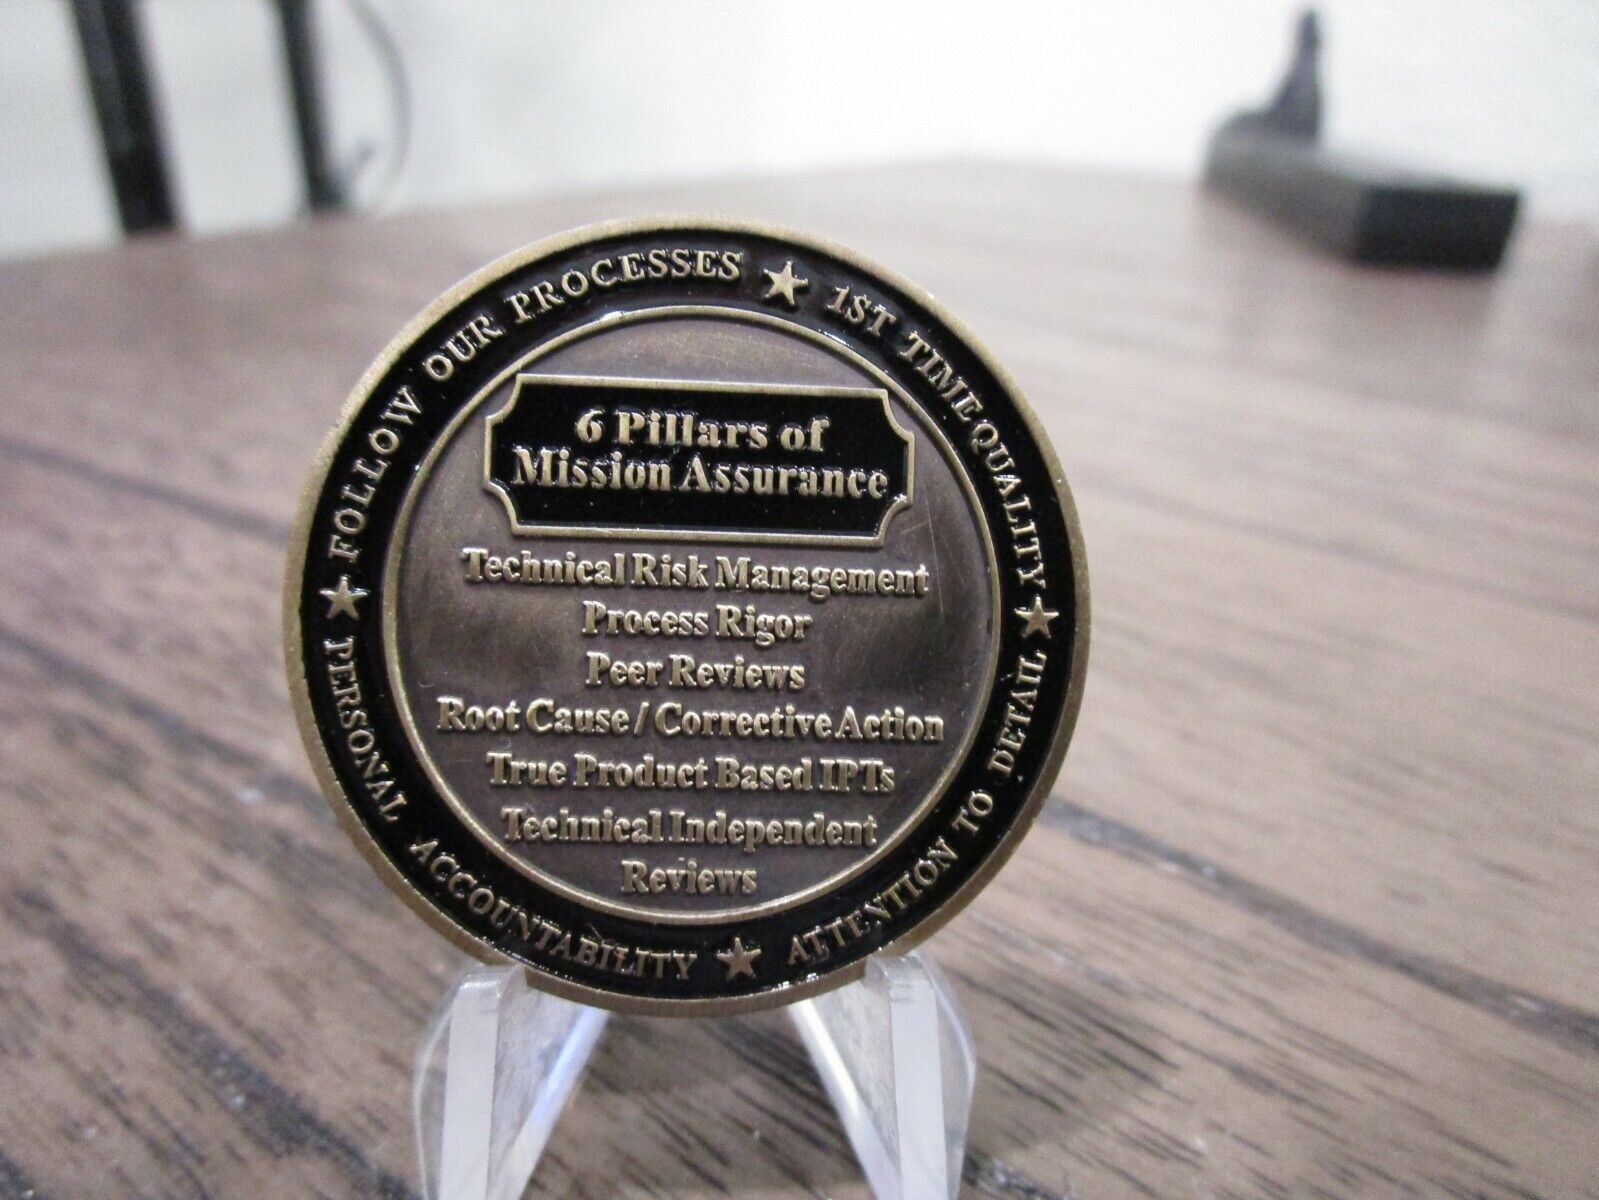 FOLLOW OUR PROCESSES ★ 1ST TIME QUALITY ★ ATTENTION TO DETAIL ★ PERSONAL ACCOUNTABILITY ★
6 Pillars of
Mission Assurance
Technical Risk Management
Process Rigor
Peer Reviews
Root Cause / Corrective Action
True Product Based IPTs
Technical Independent
Reviews